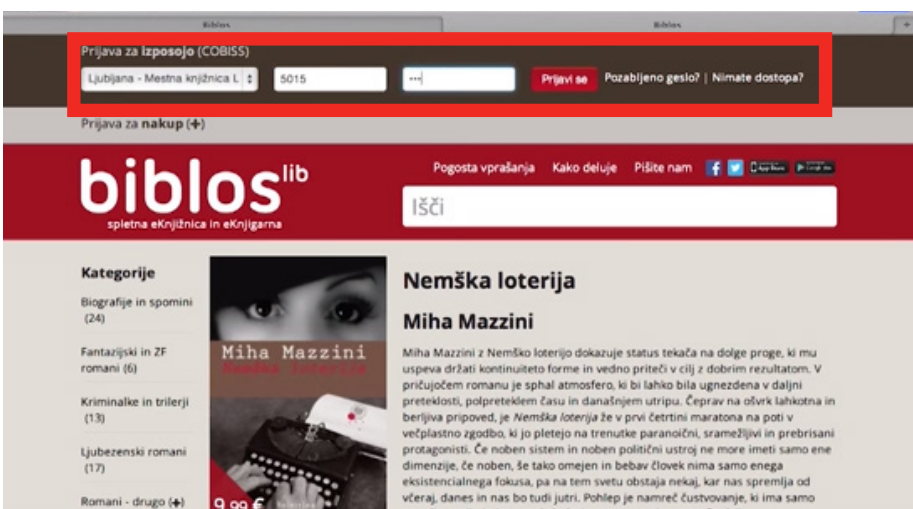 Biblos
Biblos
Prijava za izposojo (COBISS)
Ljubljana - Mestna knjižnica L
5015
Prijavi se
Pozabljeno geslo? | Nimate dostopa?
Prijava za nakup (+)
bibloslib
spletna eKnjižnica in eKnjigarna
Pogosta vprašanja
Kako deluje
Pišite nam
Išči
Kategorije
Biografije in spomini
(24)
Fantazijski in ZF
romani (6)
Kriminalke in trilerji
(13)
Ljubezenski romani
(17)
Romani - drugo (+)
Miha Mazzini
Nemška loterija
9,99 €
Nemška loterija
Miha Mazzini
Miha Mazzini z Nemško loterijo dokazuje status tekača na dolge proge, ki mu
uspeva držati kontinuiteto forme in vedno priteči v cilj z dobrim rezultatom. V
pričujočem romanu je sphal atmosfero, ki bi lahko bila ugnezdena v daljni
preteklosti, polpreteklem času in današnjem utripu. Čeprav na ošvrk lahkotna in
berljiva pripoved, je Nemška loterija že v prvi četrtini maratona na poti v
večplastno zgodbo, ki jo pletejo na trenutke paranoični, sramežljivi in prebrisani
protagonisti. Če noben sistem in noben politični ustroj ne more imeti samo ene
dimenzije, če noben, še tako omejen in bebav človek nima samo enega
eksistencialnega fokusa, pa na tem svetu obstaja nekaj, kar nas spremlja od
včeraj, danes in nas bo tudi jutri. Pohlep je namreč čustvovanje, ki ima samo